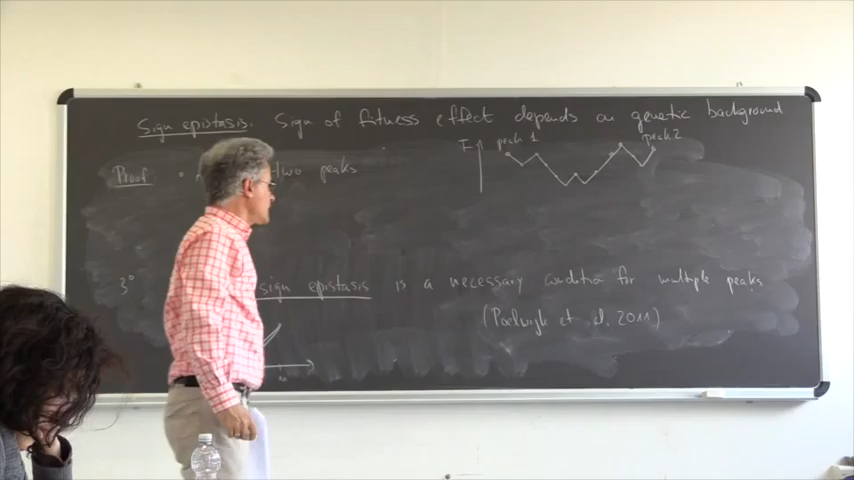 Sign epistasis. Sign of fitness effect depends on genetic background
F peak 1 peak 2
Proof two peaks
3° sign epistasis is a necessary condition for multiple peaks
(Poelwijk et al. 2011)